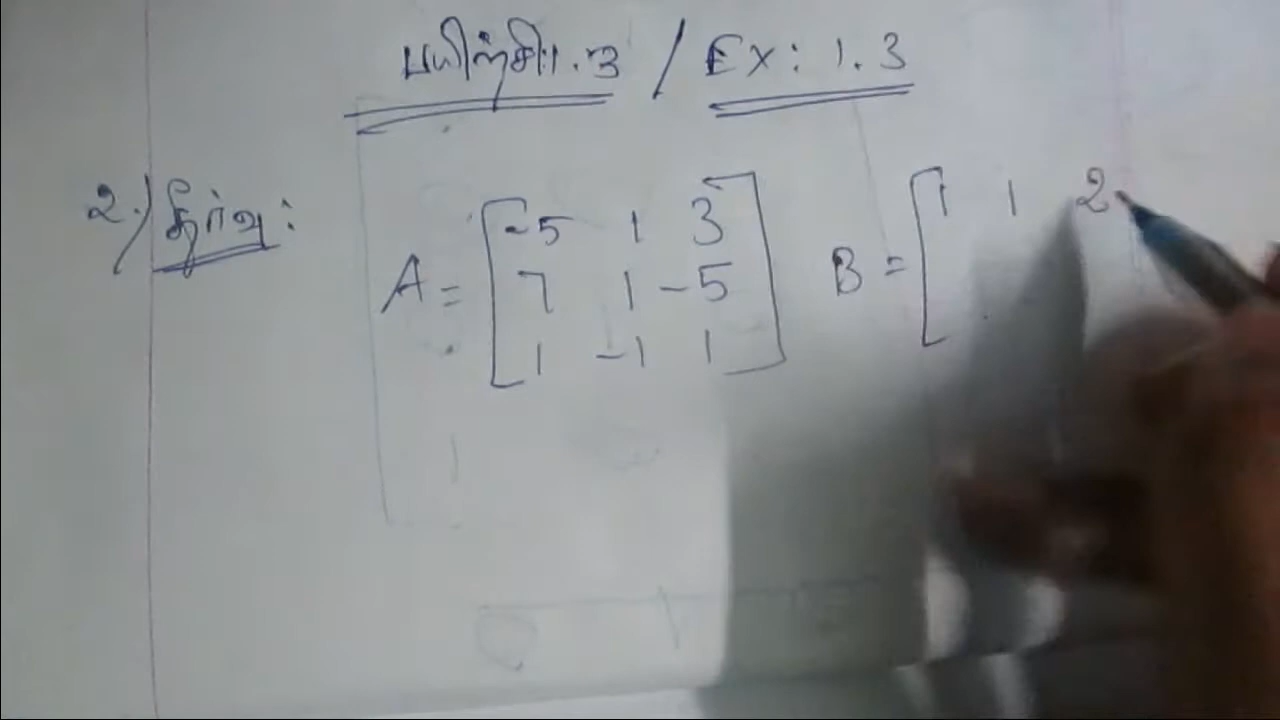 பயிற்சி 1.3 / Ex: 1.3
2.) தீர்வு:
A = [-5 1 3
7 1 -5
1 -1 1]
B = [1 1 2